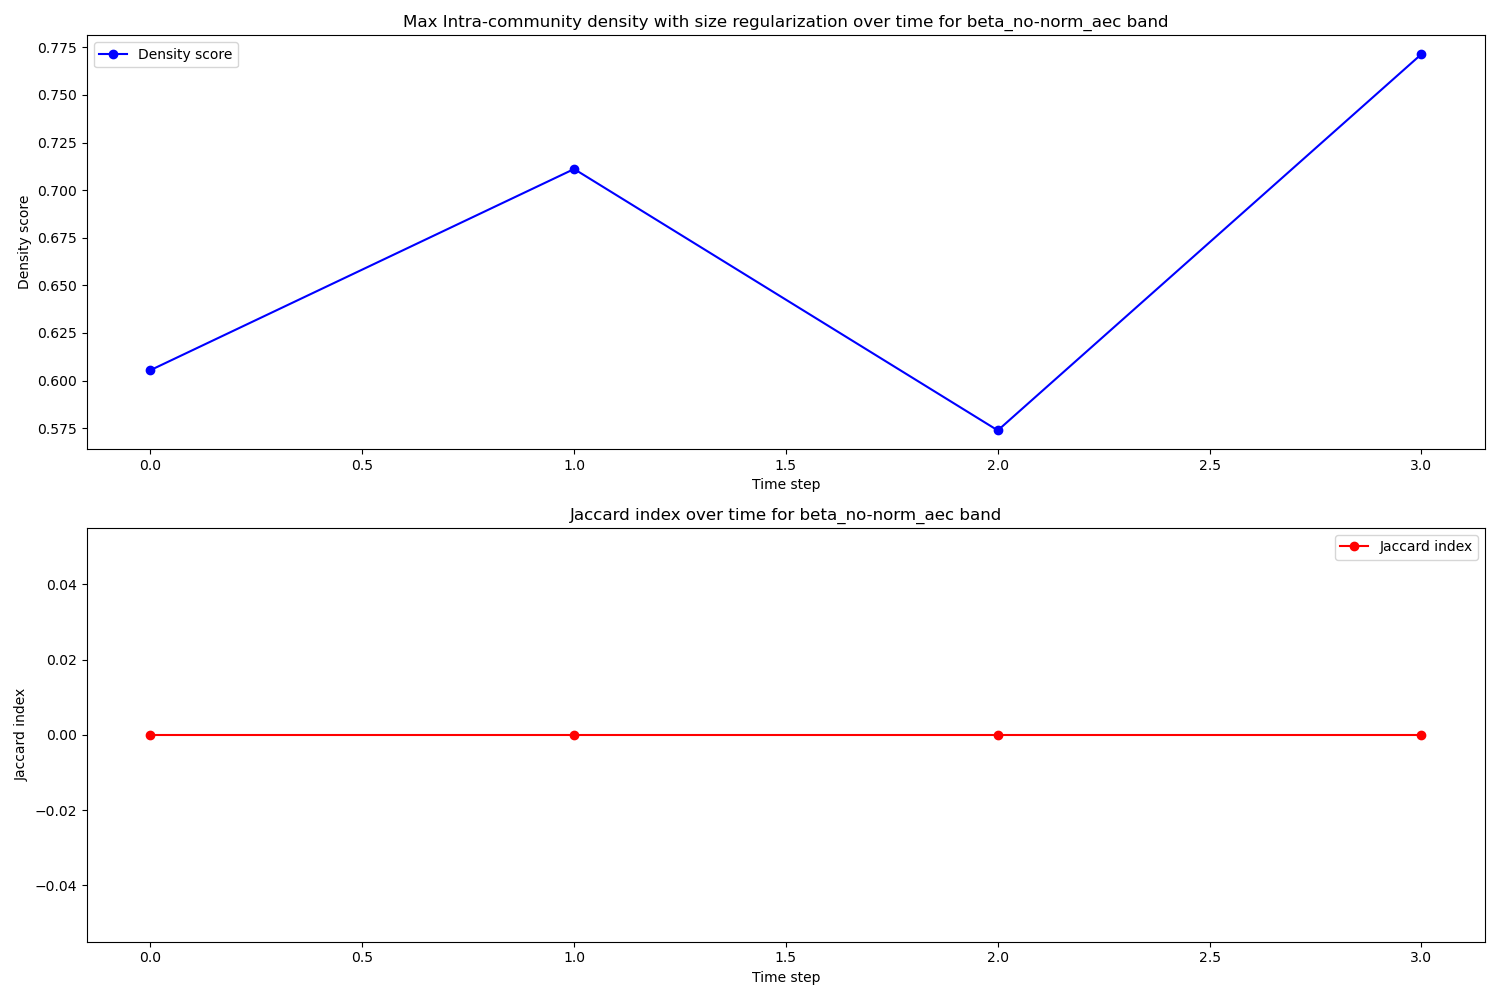 Max Intra-community density with size regularization over time for beta_no-norm_aec band
Density score
0.775
0.750
0.725
0.700
0.675
0.650
0.625
0.600
0.575
Density score
0.0 0.5 1.0 1.5 2.0 2.5 3.0
Time step
Jaccard index over time for beta_no-norm_aec band
Jaccard index
0.04
0.02
0.00
−0.02
−0.04
Jaccard index
0.0 0.5 1.0 1.5 2.0 2.5 3.0
Time step